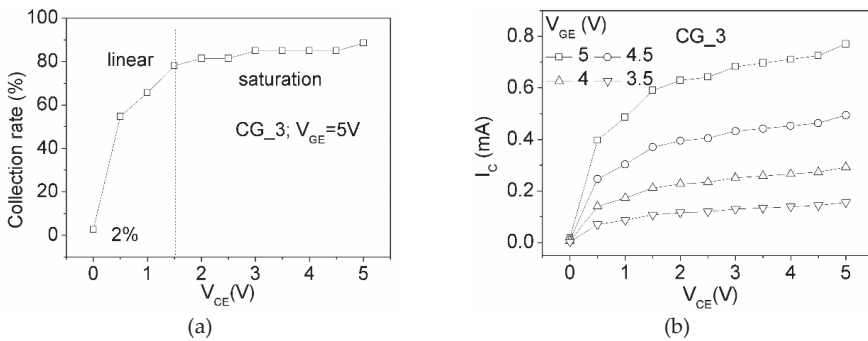 100
80
60
40
20
0
Collection rate (%)
linear
saturation
CG_3; V_GE=5V
2%
0 1 2 3 4 5
V_CE(V)
(a)
V_GE (V)
CG_3
5 4.5
4 3.5
0.8
0.6
0.4
0.2
0.0
I_C (mA)
0 1 2 3 4 5
V_CE(V)
(b)